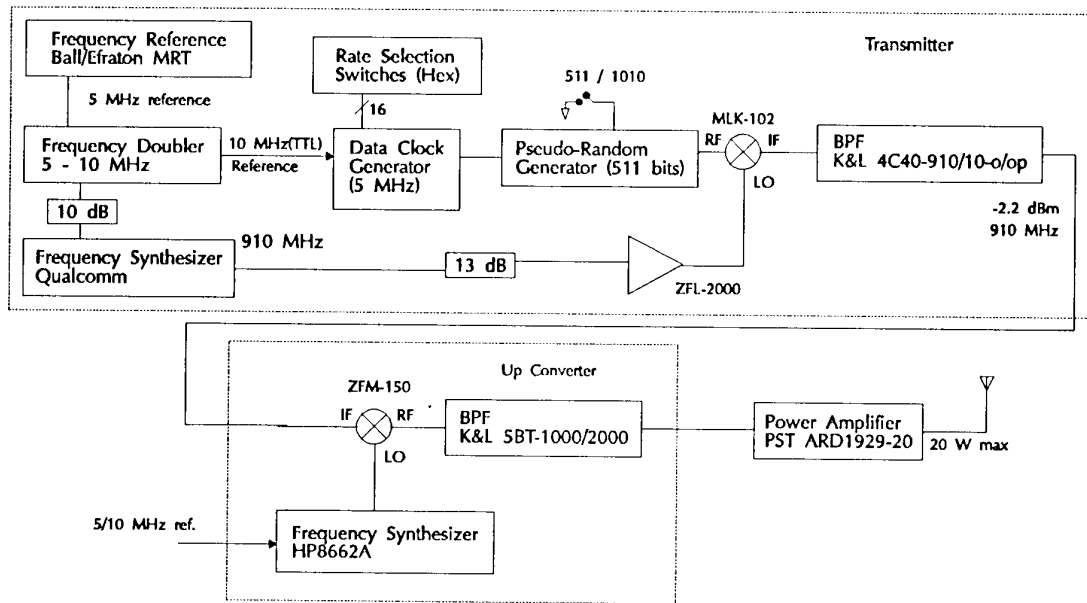 Frequency Reference
Ball/Efraton MRT
Transmitter
Rate Selection
Switches (Hex)
511 / 1010
5 MHz reference
16
MLK-102
Frequency Doubler
5 - 10 MHz
10 MHz(TTL)
Reference
Data Clock
Generator
(5 MHz)
Pseudo-Random
Generator (511 bits)
RF
IF
LO
BPF
K&L 4C40-910/10-o/op
10 dB
-2.2 dBm
910 MHz
Frequency Synthesizer
Qualcomm
910 MHz
13 dB
ZFL-2000
Up Converter
ZFM-150
IF
RF
LO
BPF
K&L 5BT-1000/2000
Power Amplifier
PST ARD1929-20
20 W max
5/10 MHz ref.
Frequency Synthesizer
HP8662A